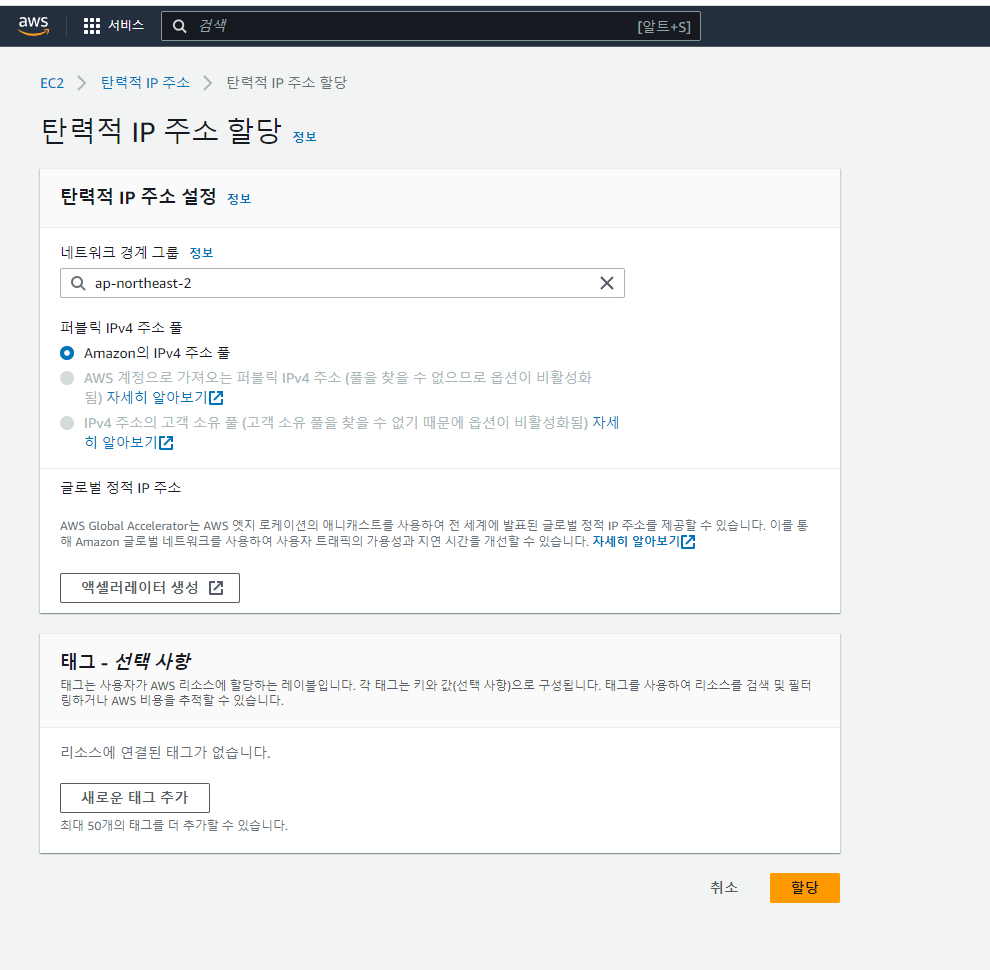 aws
서비스
검색
[알트+S]
EC2 > 탄력적 IP 주소 > 탄력적 IP 주소 할당
탄력적 IP 주소 할당 정보
탄력적 IP 주소 설정 정보
네트워크 경계 그룹 정보
ap-northeast-2
퍼블릭 IPv4 주소 풀
Amazon의 IPv4 주소 풀
AWS 계정으로 가져오는 퍼블릭 IPv4 주소 (풀을 찾을 수 없으므로 옵션이 비활성화
됨) 자세히 알아보기
IPv4 주소의 고객 소유 풀 (고객 소유 풀을 찾을 수 없기 때문에 옵션이 비활성화됨) 자세
히 알아보기
글로벌 정적 IP 주소
AWS Global Accelerator는 AWS 엣지 로케이션의 애니캐스트를 사용하여 전 세계에 발표된 글로벌 정적 IP 주소를 제공할 수 있습니다. 이를 통
해 Amazon 글로벌 네트워크를 사용하여 사용자 트래픽의 가용성과 지연 시간을 개선할 수 있습니다. 자세히 알아보기
액셀러레이터 생성
태그 - 선택 사항
태그는 사용자가 AWS 리소스에 할당하는 레이블입니다. 각 태그는 키와 값(선택 사항)으로 구성됩니다. 태그를 사용하여 리소스를 검색 및 필터
링하거나 AWS 비용을 추적할 수 있습니다.
리소스에 연결된 태그가 없습니다.
새로운 태그 추가
최대 50개의 태그를 더 추가할 수 있습니다.
취소
할당